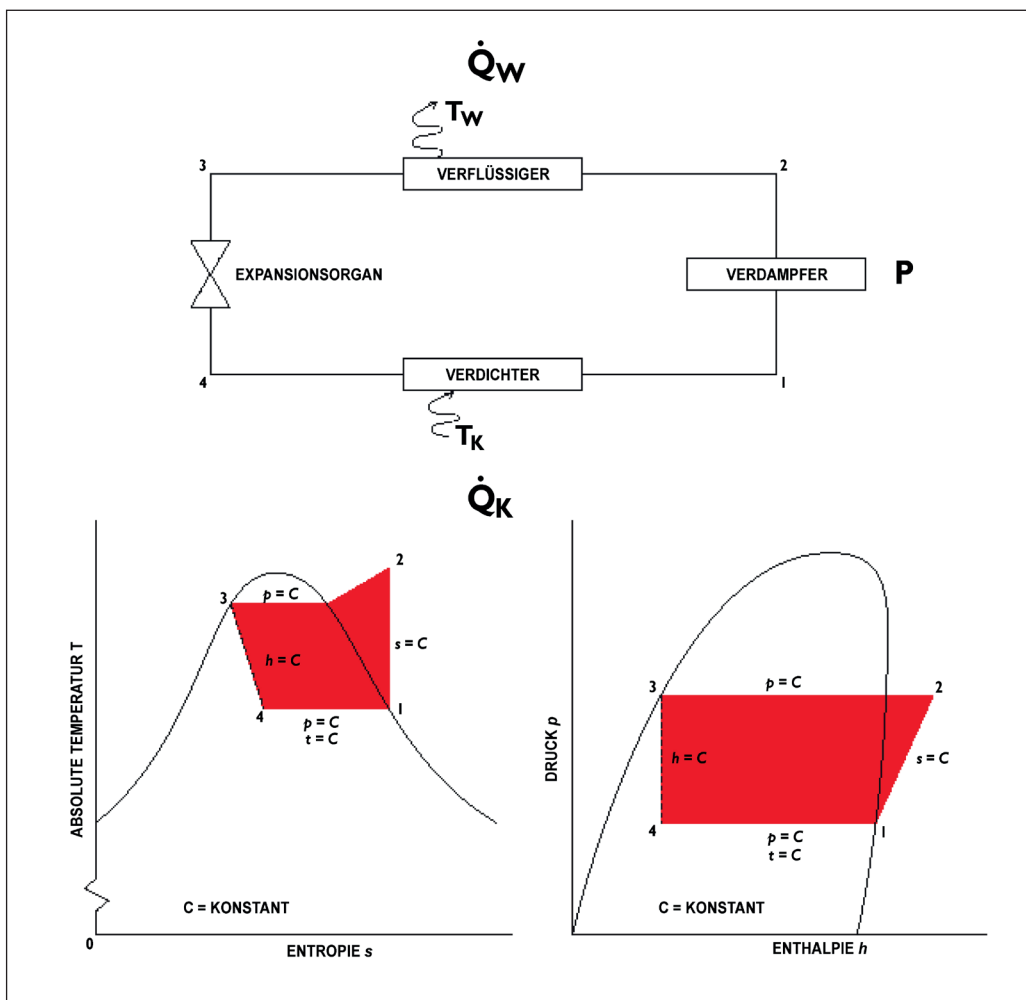 Q̇W
TW
3
VERFLÜSSIGER
2
EXPANSIONSORGAN
VERDAMPFER
P
4
VERDICHTER
1
TK
Q̇K
ABSOLUTE TEMPERATUR T
2
3
p = C
s = C
h = C
4
1
p = C
t = C
C = KONSTANT
0
ENTROPIE s
DRUCK p
3
p = C
2
h = C
s = C
4
1
p = C
t = C
C = KONSTANT
ENTHALPIE h